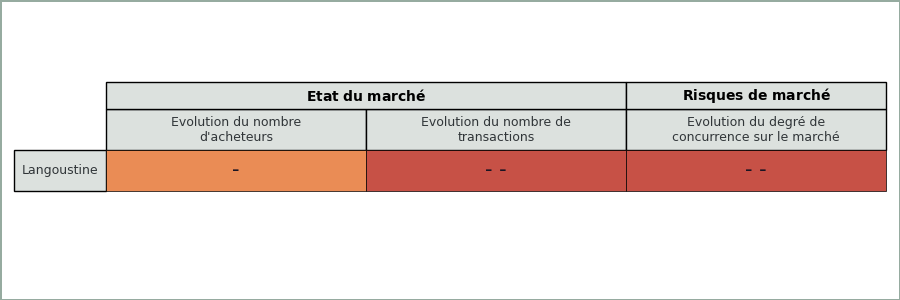 Etat du marché
Risques de marché
Evolution du nombre
d'acheteurs
Evolution du nombre de
transactions
Evolution du degré de
concurrence sur le marché
Langoustine
–
– –
– –